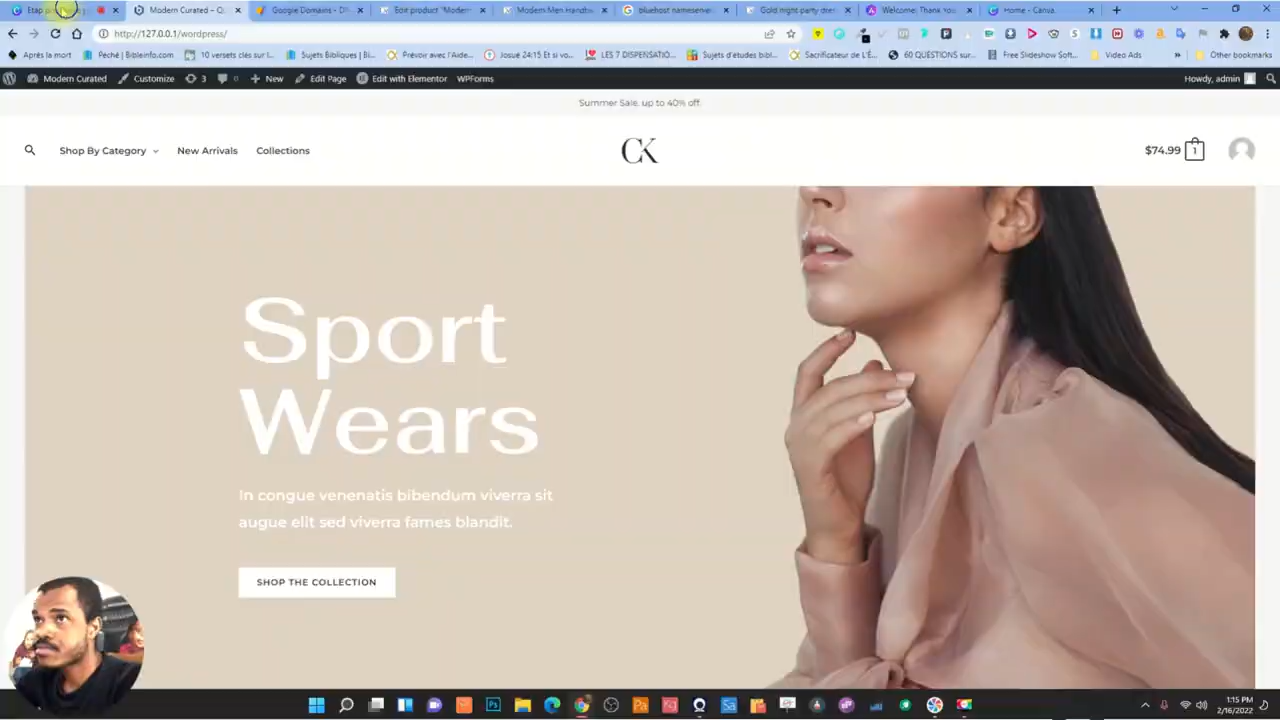 Etap
Modern Curated – Q
Google Domains - D
Edit product "Modern
Modern Men Handb
bluehost nameserver
Gold night party dres
Welcome, Thank You
Home - Canva
http://127.0.0.1/wordpress/
Après la mort
Peché | Bibleinfo.com
10 versets clés sur l
Sujets Bibliques | Bi
Prêstav avec l'Aide
Josué 24:15 Et si vo
LES 7 DISPENSATIO
Sujets d'études bibl
Sacrificateur de L'É
60 QUESTIONS sur
Free Slideshow Soft
Video Ads
»
Other bookmarks
Modern Curated
Customize
3
0
New
Edit Page
Edit with Elementor
WPForms
Howdy, admin
Summer Sale. up to 40% off.
Shop By Category
New Arrivals
Collections
CK
$74.99
1
Sport
Wears
In congue venenatis bibendum viverra sit
augue elit sed viverra fames blandit.
SHOP THE COLLECTION
Ps
Sa
1:15 PM
2/16/2022